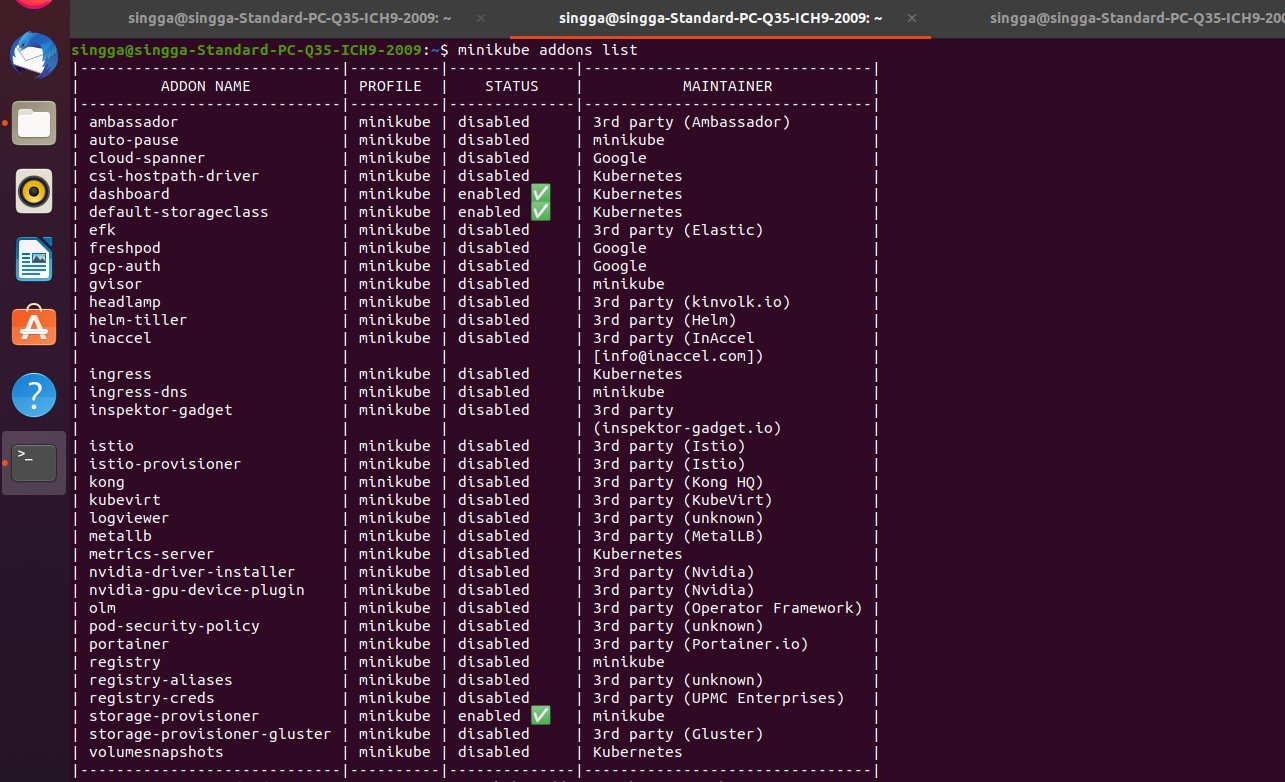 singga@singga-Standard-PC-Q35-ICH9-2009: ~ × singga@singga-Standard-PC-Q35-ICH9-2009: ~ × singga@singga-Standard-PC-Q35-ICH9-20
singga@singga-Standard-PC-Q35-ICH9-2009:~$ minikube addons list
|-----------------------------|----------|--------------|--------------------------------|
| ADDON NAME | PROFILE | STATUS | MAINTAINER |
|-----------------------------|----------|--------------|--------------------------------|
| ambassador | minikube | disabled | 3rd party (Ambassador) |
| auto-pause | minikube | disabled | minikube |
| cloud-spanner | minikube | disabled | Google |
| csi-hostpath-driver | minikube | disabled | Kubernetes |
| dashboard | minikube | enabled ✅ | Kubernetes |
| default-storageclass | minikube | enabled ✅ | Kubernetes |
| efk | minikube | disabled | 3rd party (Elastic) |
| freshpod | minikube | disabled | Google |
| gcp-auth | minikube | disabled | Google |
| gvisor | minikube | disabled | minikube |
| headlamp | minikube | disabled | 3rd party (kinvolk.io) |
| helm-tiller | minikube | disabled | 3rd party (Helm) |
| inaccel | minikube | disabled | 3rd party (InAccel |
| | | | [info@inaccel.com]) |
| ingress | minikube | disabled | Kubernetes |
| ingress-dns | minikube | disabled | minikube |
| inspektor-gadget | minikube | disabled | 3rd party |
| | | | (inspektor-gadget.io) |
| istio | minikube | disabled | 3rd party (Istio) |
| istio-provisioner | minikube | disabled | 3rd party (Istio) |
| kong | minikube | disabled | 3rd party (Kong HQ) |
| kubevirt | minikube | disabled | 3rd party (KubeVirt) |
| logviewer | minikube | disabled | 3rd party (unknown) |
| metallb | minikube | disabled | 3rd party (MetalLB) |
| metrics-server | minikube | disabled | Kubernetes |
| nvidia-driver-installer | minikube | disabled | 3rd party (Nvidia) |
| nvidia-gpu-device-plugin | minikube | disabled | 3rd party (Nvidia) |
| olm | minikube | disabled | 3rd party (Operator Framework) |
| pod-security-policy | minikube | disabled | 3rd party (unknown) |
| portainer | minikube | disabled | 3rd party (Portainer.io) |
| registry | minikube | disabled | minikube |
| registry-aliases | minikube | disabled | 3rd party (unknown) |
| registry-creds | minikube | disabled | 3rd party (UPMC Enterprises) |
| storage-provisioner | minikube | enabled ✅ | minikube |
| storage-provisioner-gluster | minikube | disabled | 3rd party (Gluster) |
| volumesnapshots | minikube | disabled | Kubernetes |
|-----------------------------|----------|--------------|--------------------------------|